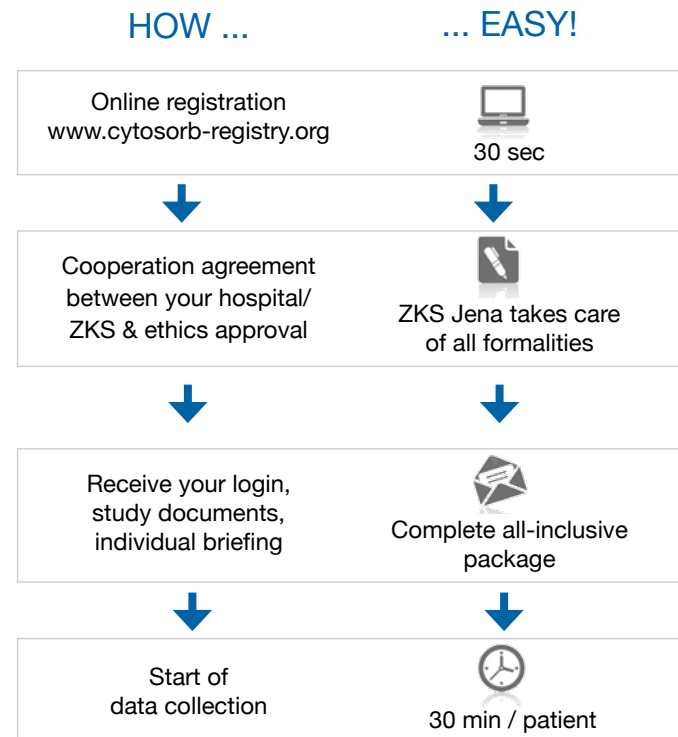 HOW ...
... EASY!
Online registration
www.cytosorb-registry.org
30 sec
Cooperation agreement
between your hospital/
ZKS & ethics approval
ZKS Jena takes care
of all formalities
Receive your login,
study documents,
individual briefing
Complete all-inclusive
package
Start of
data collection
30 min / patient